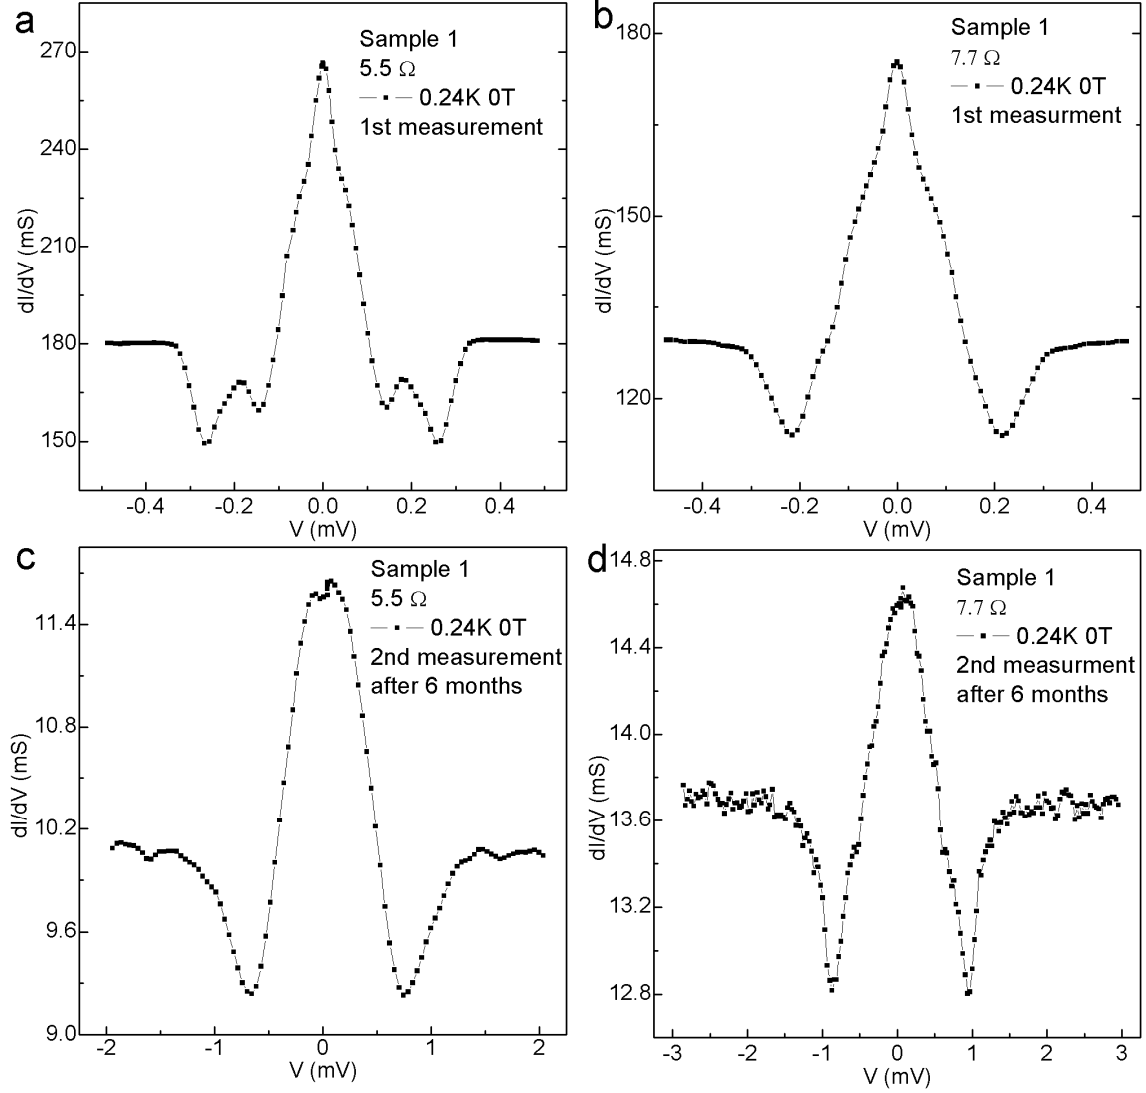 a
Sample 1
5.5 Ω
0.24K 0T
1st measurement
270
240
210
180
150
dI/dV (mS)
-0.4
-0.2
0.0
0.2
0.4
V (mV)
b
Sample 1
7.7 Ω
0.24K 0T
1st measurment
180
150
120
dI/dV (mS)
-0.4
-0.2
0.0
0.2
0.4
V (mV)
c
Sample 1
5.5 Ω
0.24K 0T
2nd measurement
after 6 months
11.4
10.8
10.2
9.6
9.0
dI/dV (mS)
-2
-1
0
1
2
V (mV)
d
Sample 1
7.7 Ω
0.24K 0T
2nd measurment
after 6 months
14.8
14.4
14.0
13.6
13.2
12.8
dI/dV (mS)
-3
-2
-1
0
1
2
3
V (mV)